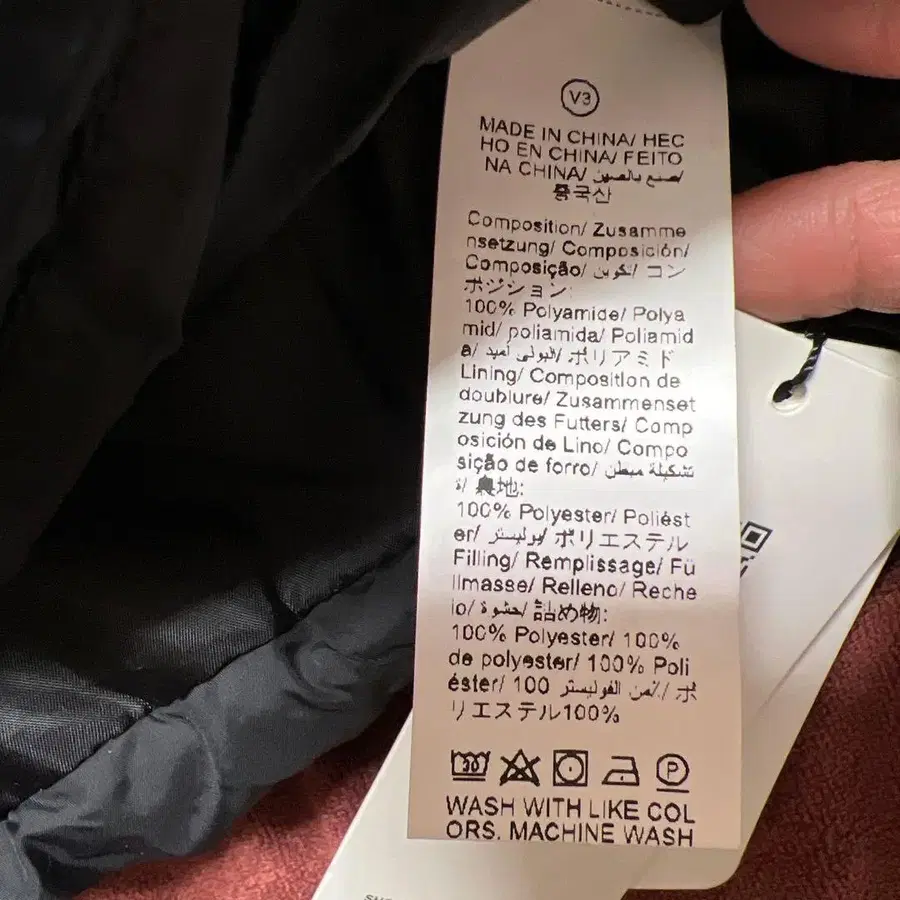 V3
MADE IN CHINA/ HEC
HO EN CHINA/ FEITO
NA CHINA/ صنع بالصين/
중국산
Composition/ Zusamme
nsetzung/ Composición/
Composição/ تكوين/ コン
ポジション:
100% Polyamide/ Polya
mid/ poliamida/ Poliamid
a/ البولي أميد/ ポリアミド
Lining/ Composition de
doublure/ Zusammenset
zung des Futters/ Comp
osición de Lino/ Compo
sição de forro/ تشكيلة مبطن
ة/ 裏地:
100% Polyester/ Poliést
er/ بوليستر/ ポリエステル
Filling/ Remplissage/ Fü
llmasse/ Relleno/ Reche
io/ حشوة/ 詰め物:
100% Polyester/ 100%
de polyester/ 100% Poli
éster/ 100 من الفوليستر/ ポ
リエステル100%
P
WASH WITH LIKE COL
ORS. MACHINE WASH